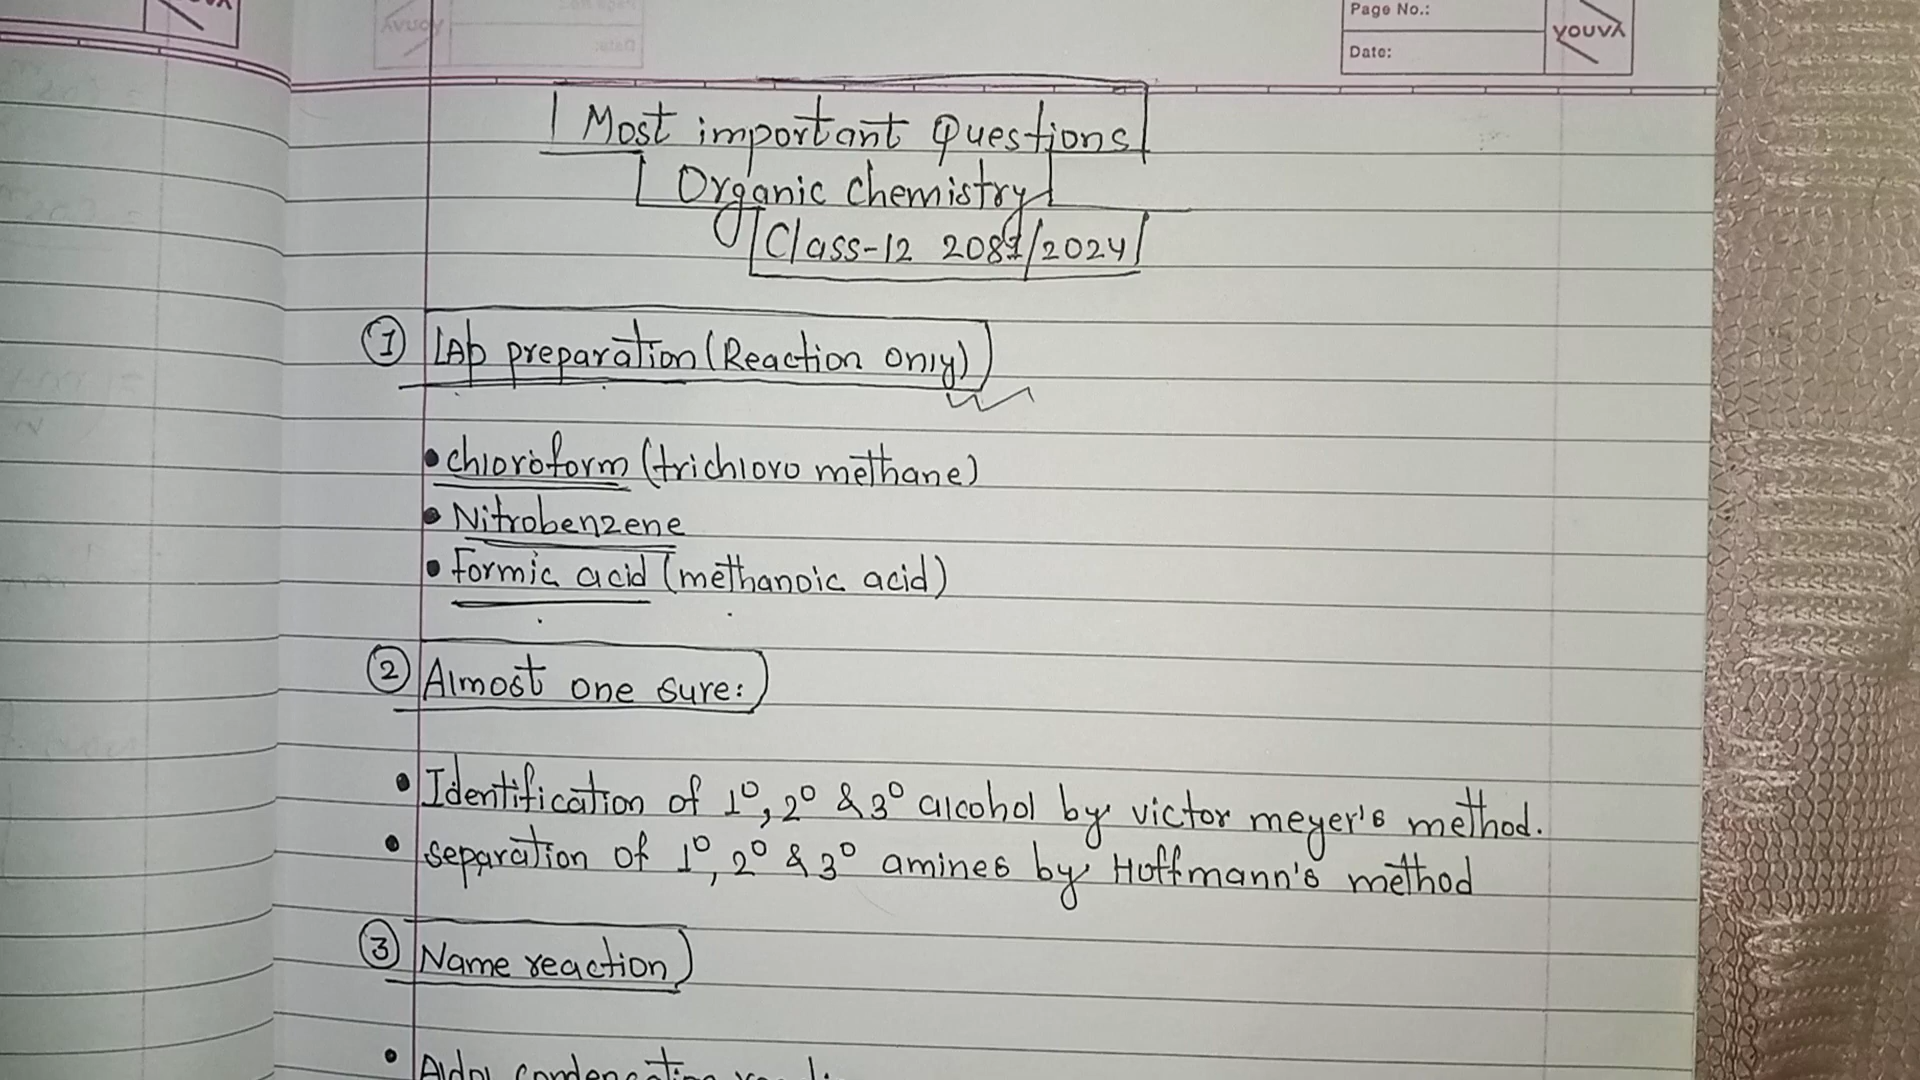 Page No.:
Date:
YOUVA
Most important Questions
Organic chemistry
Class-12 2081/2024
① Lab preparation (Reaction only)
• chloroform (trichloro methane)
• Nitrobenzene
• Formic acid (methanoic acid)
② Almost one sure:
• Identification of 1°, 2° & 3° alcohol by victor meyer's method.
• separation of 1°, 2° & 3° amines by Hoffmann's method
③ Name reaction
• Aldol condensation